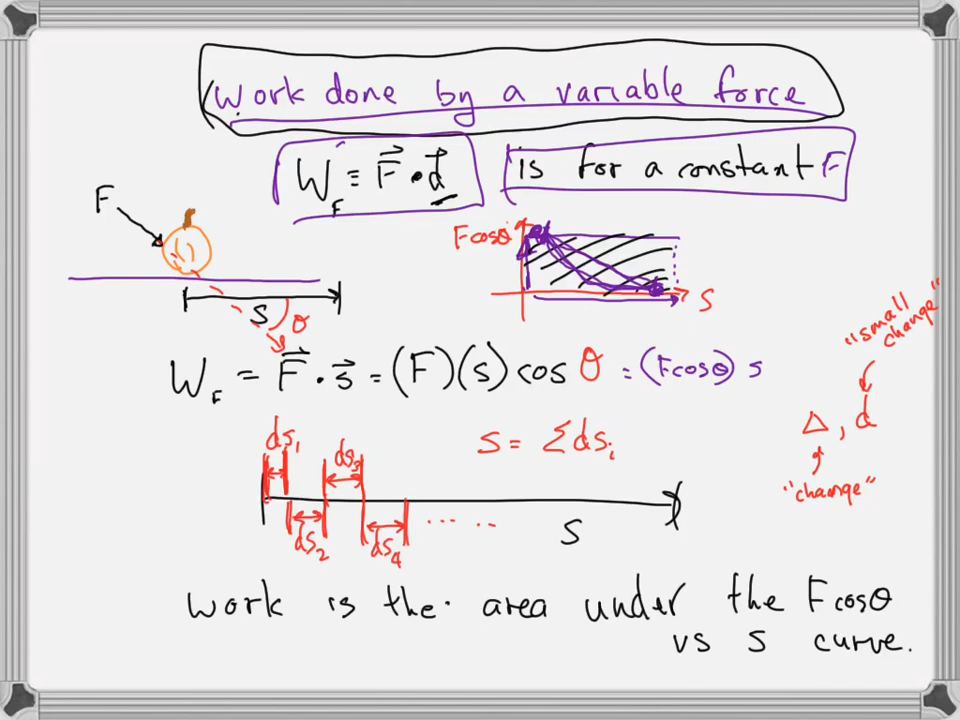 Work done by a variable force
W_F = F⃗ • d⃗ is for a constant F
F
Fcosθ
S
S
θ
W_F = F⃗ • s⃗ = (F)(s) cos θ = (Fcosθ) s
"small change"
Δ, d
"change"
S = Σ ds_i
ds₁
ds₃
ds₂
ds₄
.....
S
work is the area under the Fcosθ
vs s curve.